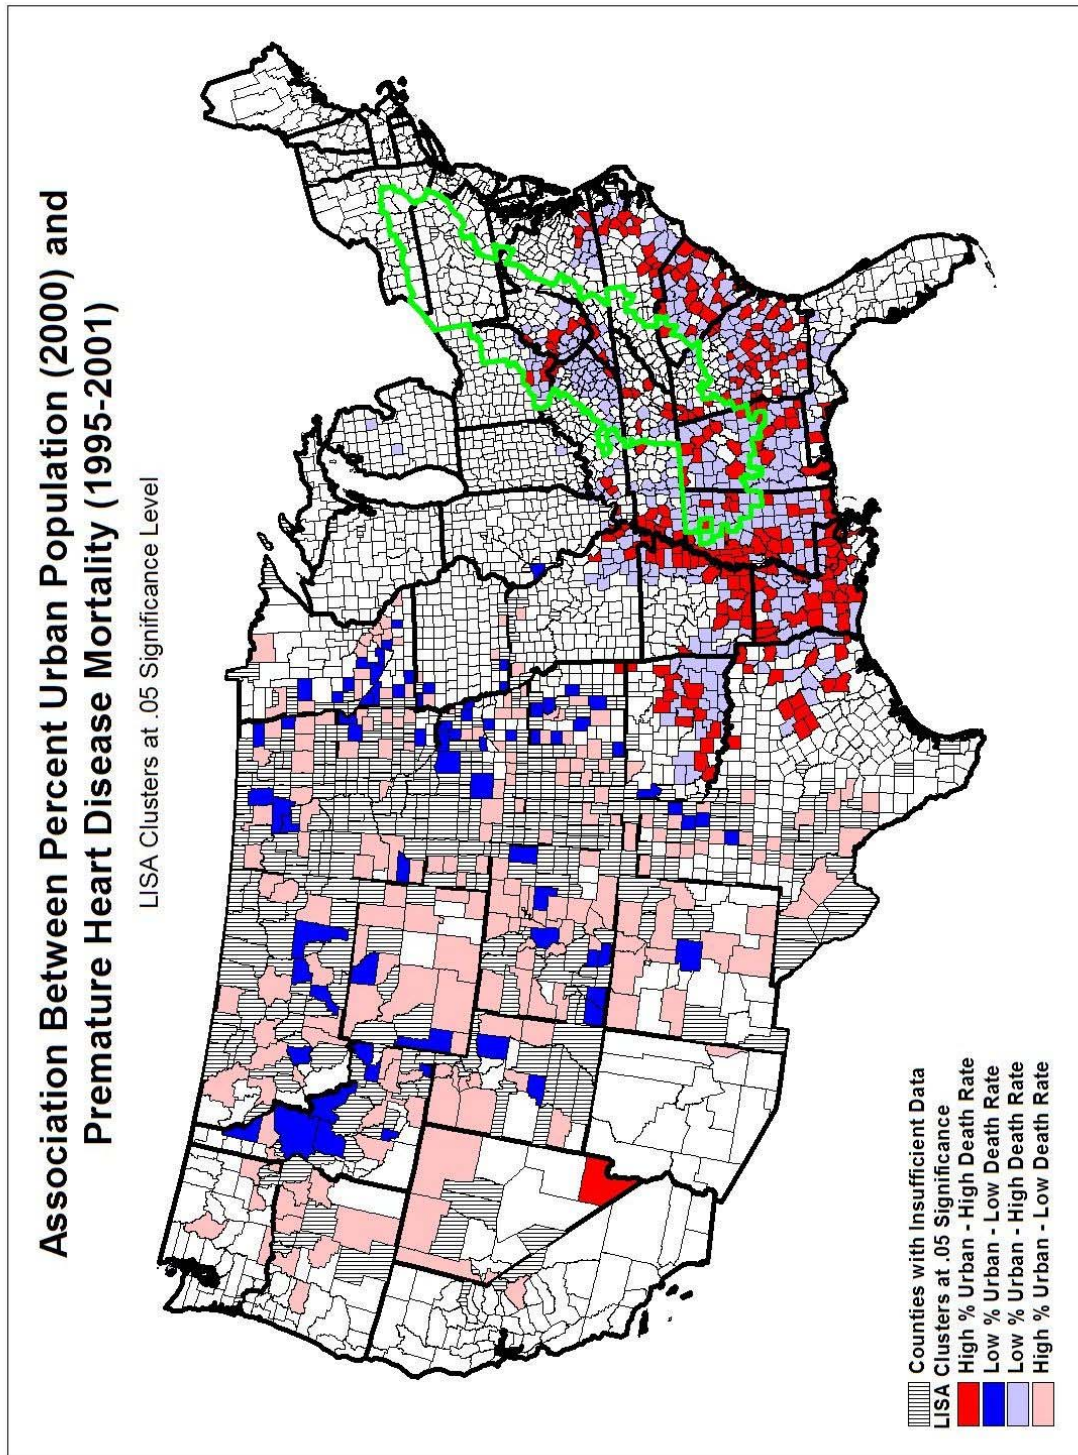 Association Between Percent Urban Population (2000) and
Premature Heart Disease Mortality (1995-2001)
LISA Clusters at .05 Significance Level
Counties with Insufficient Data
LISA Clusters at .05 Significance
High % Urban - High Death Rate
Low % Urban - Low Death Rate
Low % Urban - High Death Rate
High % Urban - Low Death Rate